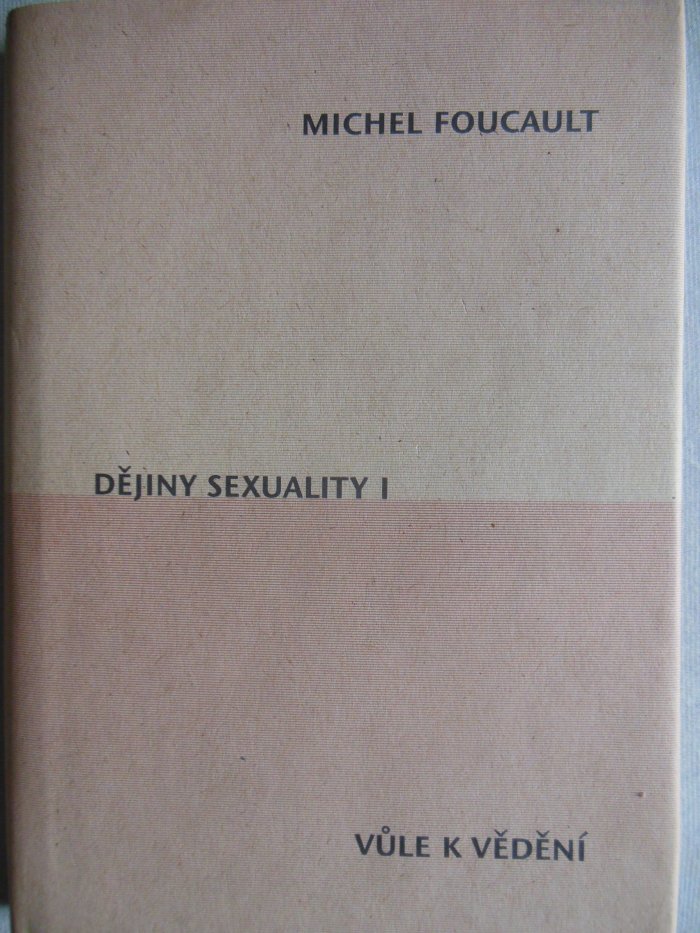 MICHEL FOUCAULT
DĚJINY SEXUALITY I
VŮLE K VĚDĚNÍ